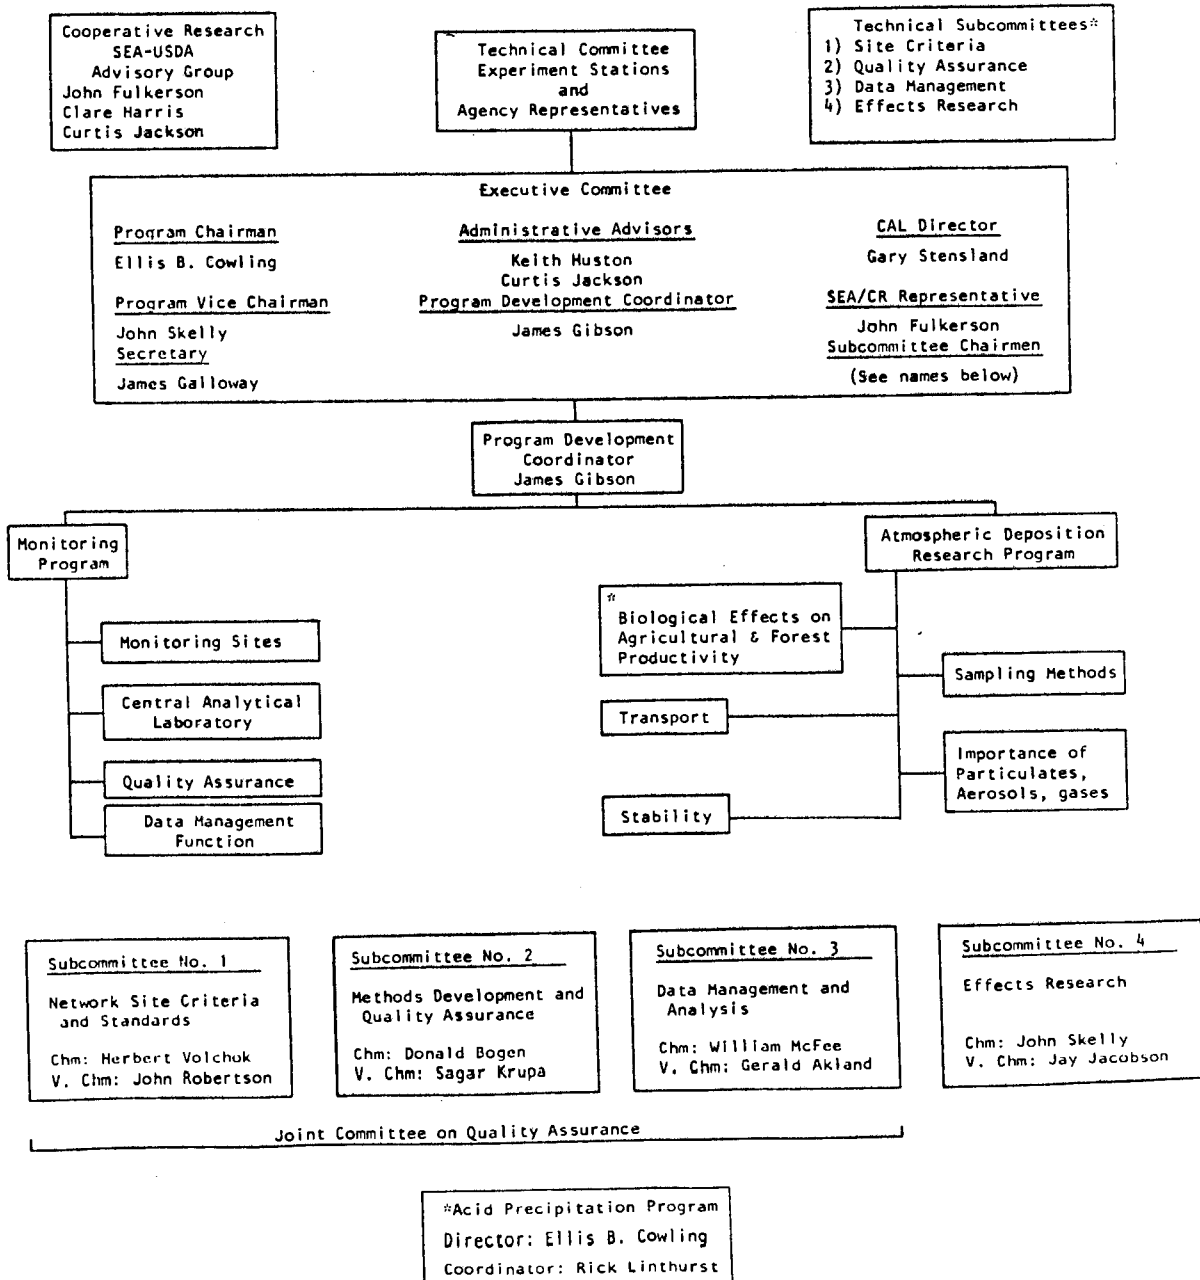 Cooperative Research
SEA-USDA
Advisory Group
John Fulkerson
Clare Harris
Curtis Jackson
Technical Committee
Experiment Stations
and
Agency Representatives
Technical Subcommittees*
1) Site Criteria
2) Quality Assurance
3) Data Management
4) Effects Research
Executive Committee
Program Chairman
Ellis B. Cowling
Program Vice Chairman
John Skelly
Secretary
James Galloway
Administrative Advisors
Keith Huston
Curtis Jackson
Program Development Coordinator
James Gibson
CAL Director
Gary Stensland
SEA/CR Representative
John Fulkerson
Subcommittee Chairmen
(See names below)
Program Development
Coordinator
James Gibson
Monitoring
Program
Monitoring Sites
Central Analytical
Laboratory
Quality Assurance
Data Management
Function
Atmospheric Deposition
Research Program
*
Biological Effects on
Agricultural & Forest
Productivity
Transport
Stability
Sampling Methods
Importance of
Particulates,
Aerosols, gases
Subcommittee No. 1
Network Site Criteria
and Standards
Chm: Herbert Volchok
V. Chm: John Robertson
Subcommittee No. 2
Methods Development and
Quality Assurance
Chm: Donald Bogen
V. Chm: Sagar Krupa
Subcommittee No. 3
Data Management and
Analysis
Chm: William McFee
V. Chm: Gerald Akland
Subcommittee No. 4
Effects Research
Chm: John Skelly
V. Chm: Jay Jacobson
Joint Committee on Quality Assurance
*Acid Precipitation Program
Director: Ellis B. Cowling
Coordinator: Rick Linthurst